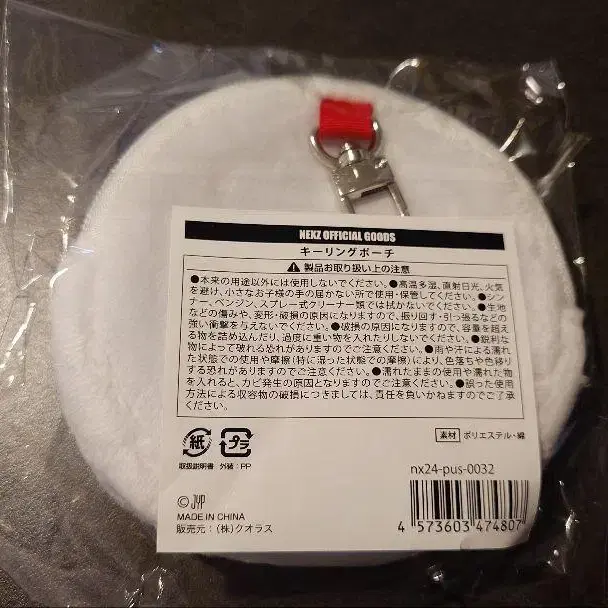 NEXZ OFFICIAL GOODS
キーリングポーチ
⚠ 製品お取り扱い上の注意
●本来の用途以外には使用しないでください。●高温多湿、直射日光、火気
を避け、小さなお子様の手の届かない所で使用・保管してください。●シン
ナー、ベンジン、スプレー式クリーナー類では拭かないでください。●生地
などの傷みや、変形・破損の原因になりますので、振り回す・引っ張るなどの
強い衝撃を与えないでください。●破損の原因になりますので、容量を超え
る物を詰め込んだり、過度に重い物を入れたりしないでください。●鋭利な
物によって破れる恐れがありますのでご注意ください。●雨や汗による濡れ
た状態での使用や摩擦(特に湿った状態での摩擦)により、色落ちや色移り
する恐れがありますのでご注意ください。●濡れたままの使用や濡れた物
を入れると、カビ発生の原因となりますのでご注意ください。●誤った使用
方法による収容物の破損につきましては、責任を負いかねますのでご了承
ください。
紙 プラ
取扱説明書 外装:PP
素材 ポリエステル・綿
nx24-pus-0032
©JYP
MADE IN CHINA
販売元:(株)クオラス
4 573603 474807